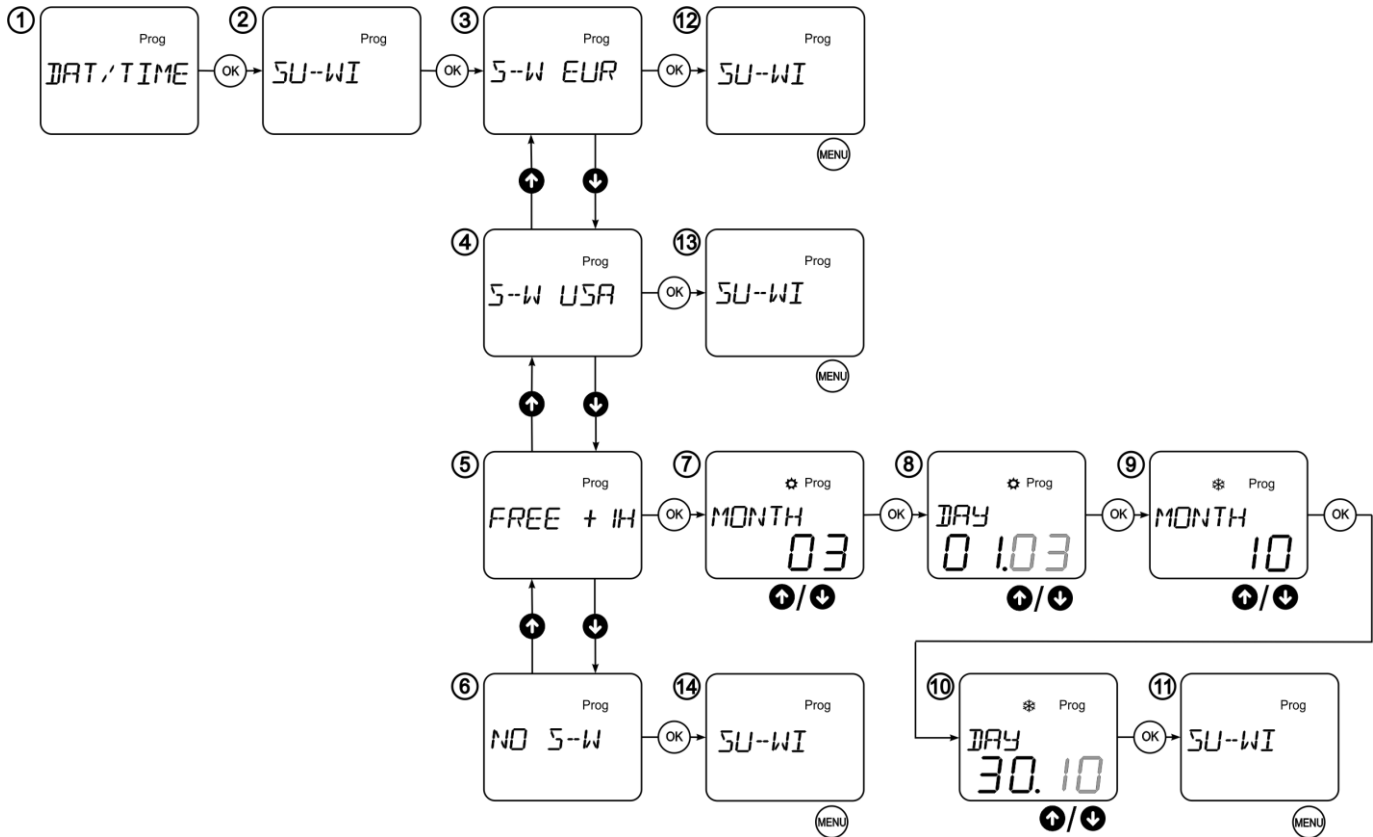 1
Prog
DAT/TIME
OK
2
Prog
SU-WI
OK
3
Prog
S-W EUR
OK
12
Prog
SU-WI
MENU
4
Prog
S-W USA
OK
13
Prog
SU-WI
MENU
5
Prog
FREE + 1H
OK
7
Prog
MONTH
03
/
OK
8
Prog
DAY
01.03
/
OK
9
Prog
MONTH
10
/
OK
6
Prog
NO S-W
OK
14
Prog
SU-WI
MENU
10
Prog
DAY
30.10
/
OK
11
Prog
SU-WI
MENU